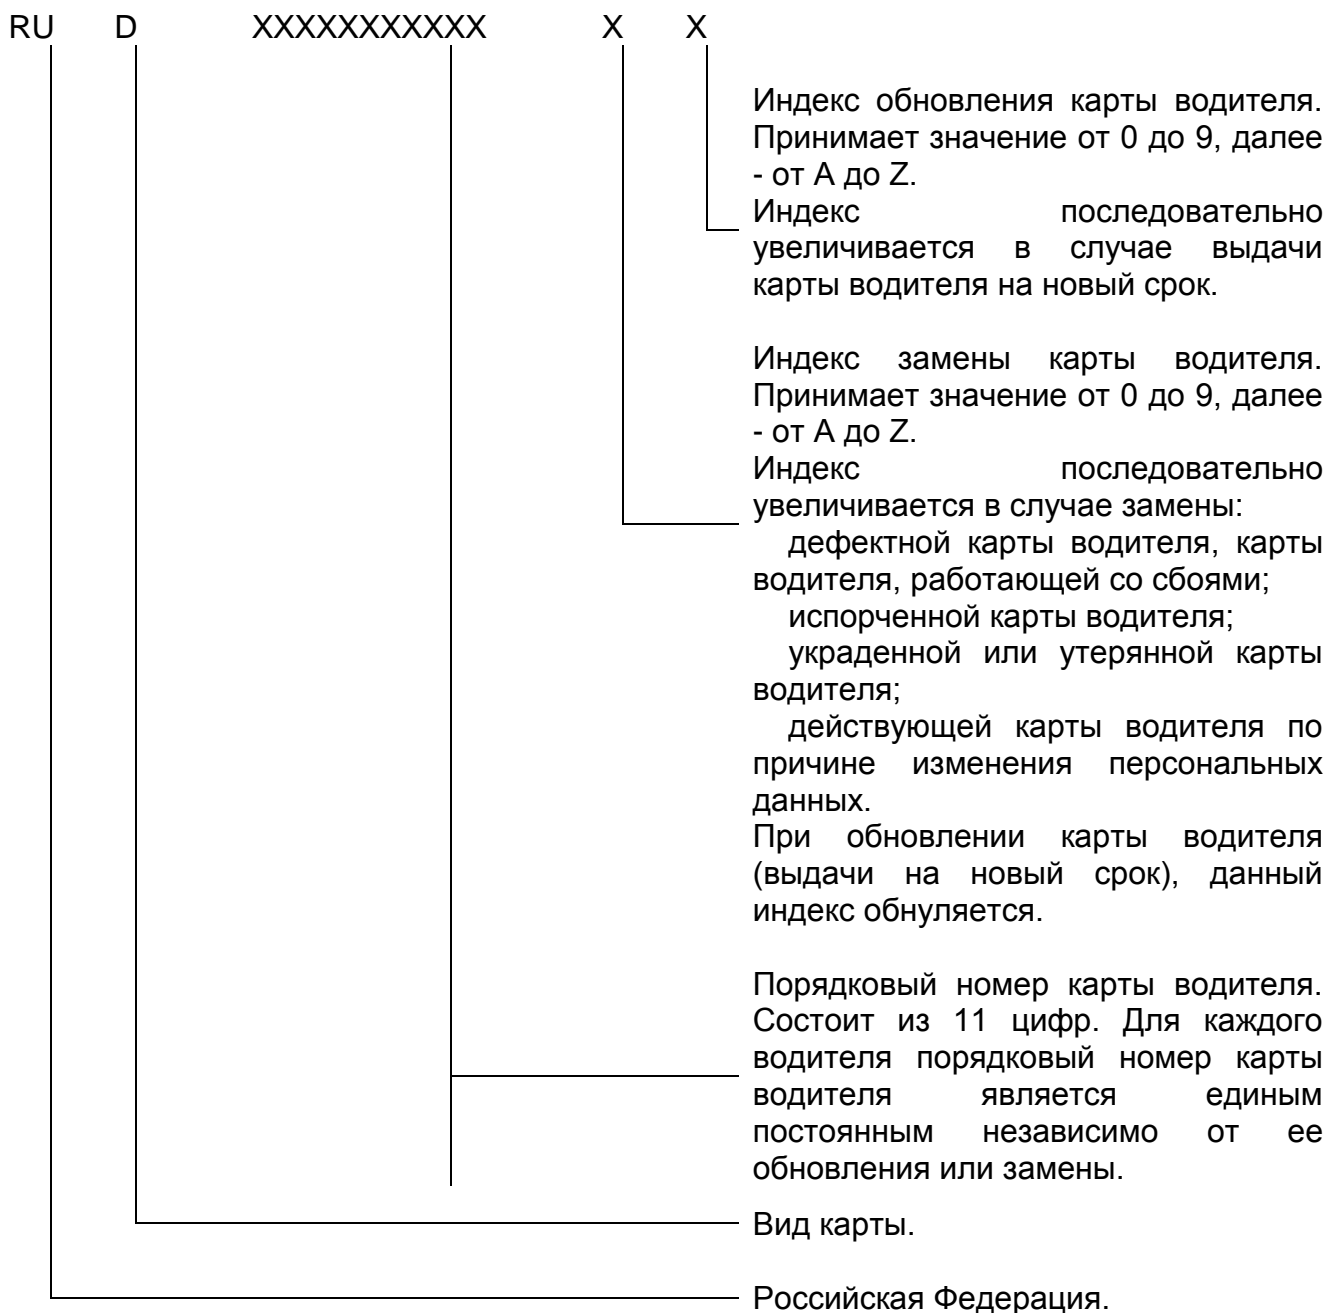 RU D XXXXXXXXXXX X X
Индекс обновления карты водителя.
Принимает значение от 0 до 9, далее
- от A до Z.
Индекс последовательно
увеличивается в случае выдачи
карты водителя на новый срок.
Индекс замены карты водителя.
Принимает значение от 0 до 9, далее
- от A до Z.
Индекс последовательно
увеличивается в случае замены:
дефектной карты водителя, карты
водителя, работающей со сбоями;
испорченной карты водителя;
украденной или утерянной карты
водителя;
действующей карты водителя по
причине изменения персональных
данных.
При обновлении карты водителя
(выдачи на новый срок), данный
индекс обнуляется.
Порядковый номер карты водителя.
Состоит из 11 цифр. Для каждого
водителя порядковый номер карты
водителя является единым
постоянным независимо от ее
обновления или замены.
Вид карты.
Российская Федерация.